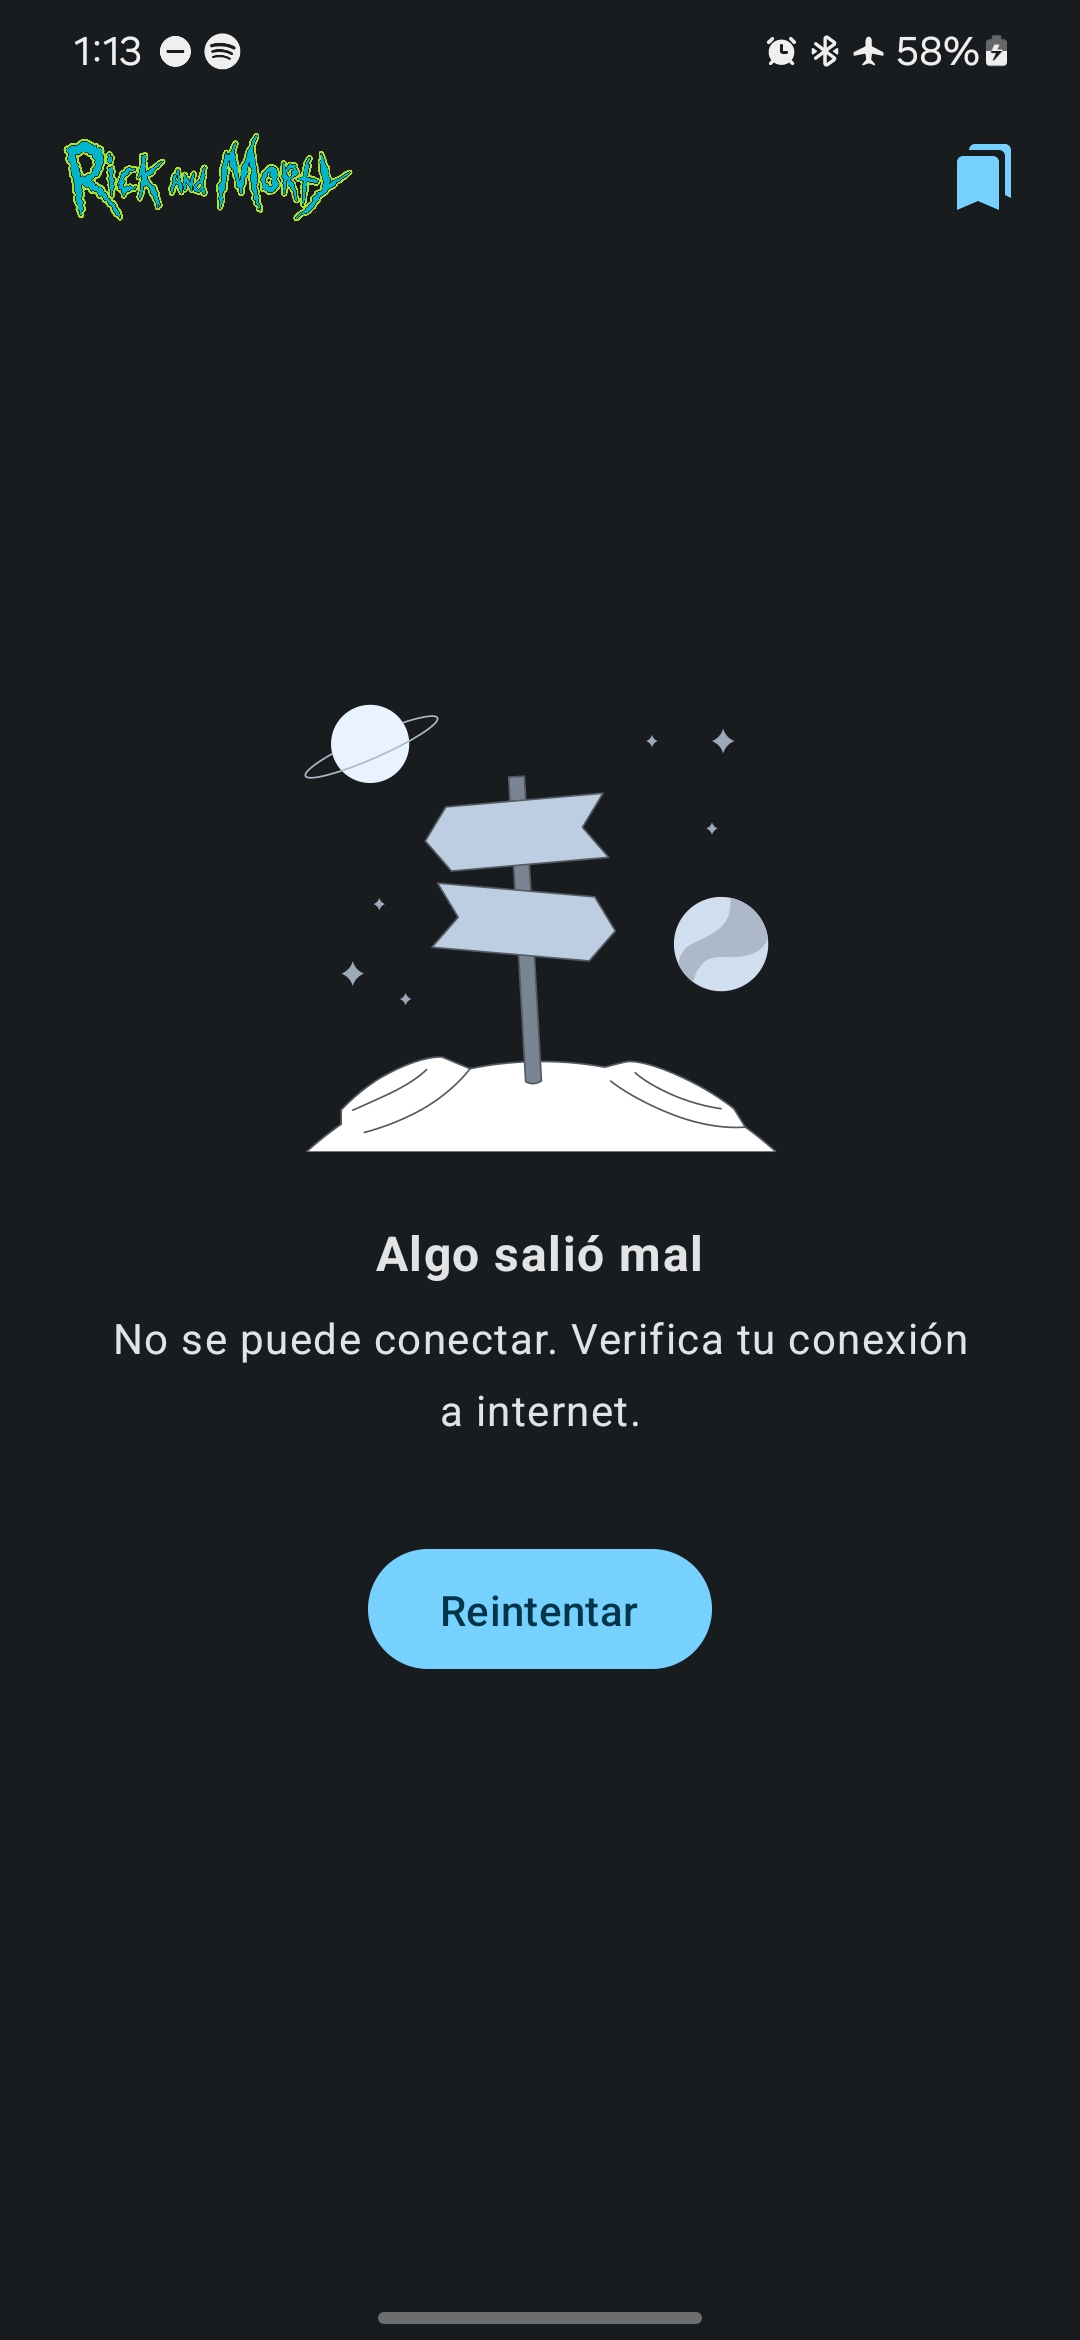 1:13 58%
Rick and Morty
Algo salió mal
No se puede conectar. Verifica tu conexión
a internet.
Reintentar